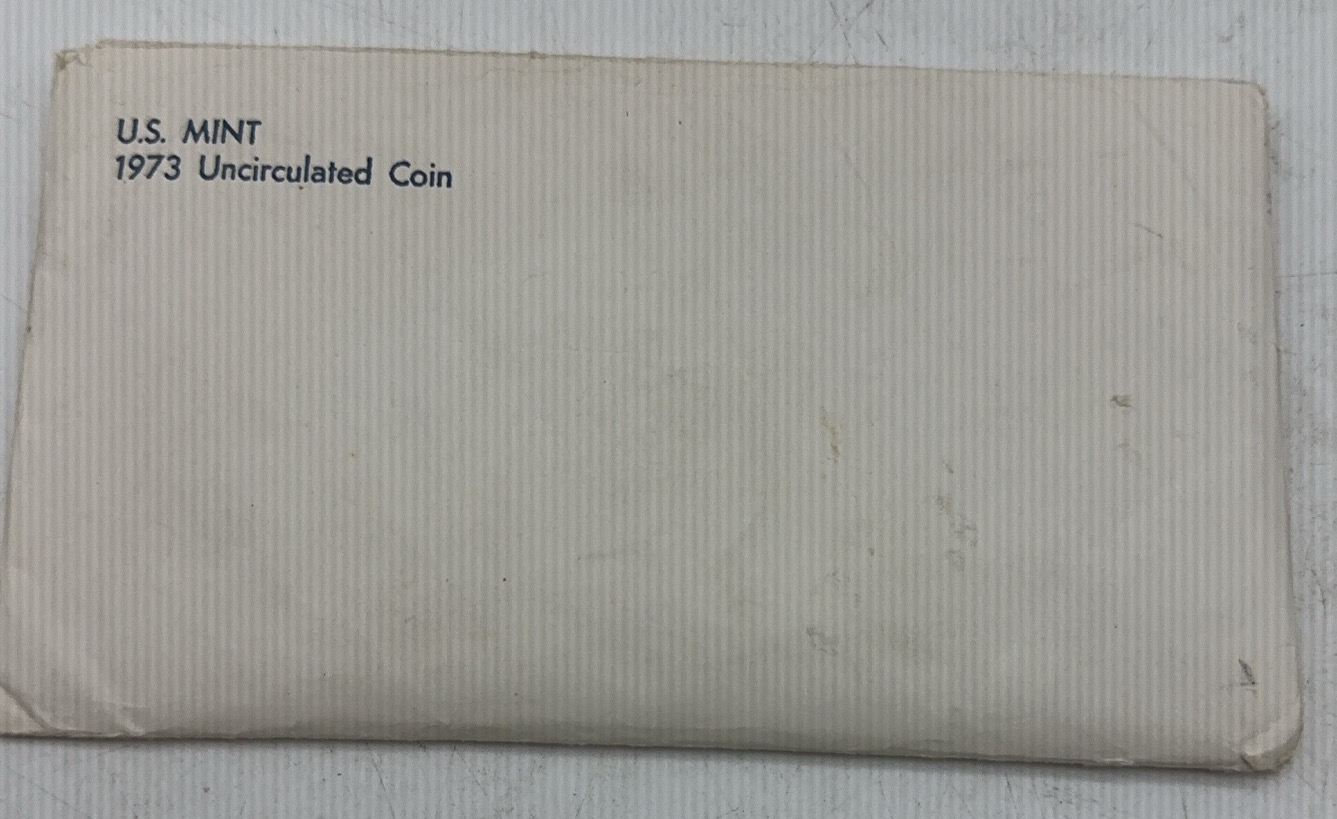 U.S. MINT
1973 Uncirculated Coin